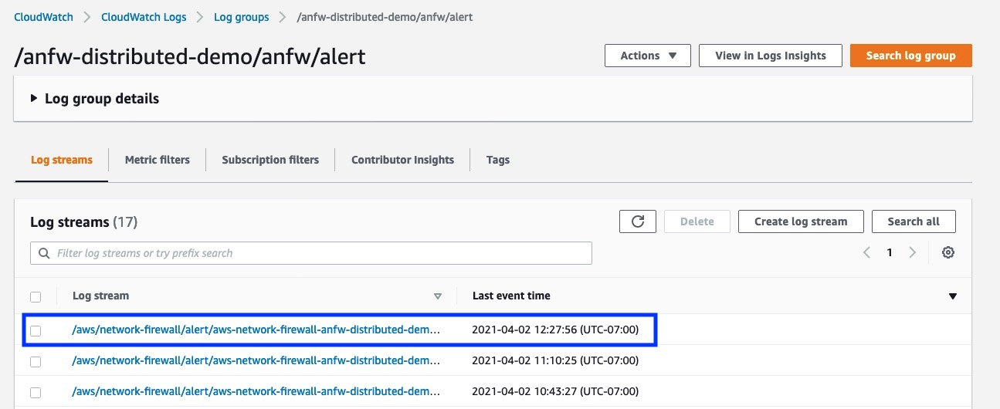 CloudWatch > CloudWatch Logs > Log groups > /anfw-distributed-demo/anfw/alert
/anfw-distributed-demo/anfw/alert
Actions ▼ View in Logs Insights Search log group
Log group details
Log streams Metric filters Subscription filters Contributor Insights Tags
Log streams (17)
Delete Create log stream Search all
Filter log streams or try prefix search
1
Log stream Last event time
/aws/network-firewall/alert/aws-network-firewall-anfw-distributed-dem... 2021-04-02 12:27:56 (UTC-07:00)
/aws/network-firewall/alert/aws-network-firewall-anfw-distributed-dem... 2021-04-02 11:10:25 (UTC-07:00)
/aws/network-firewall/alert/aws-network-firewall-anfw-distributed-dem... 2021-04-02 10:43:27 (UTC-07:00)